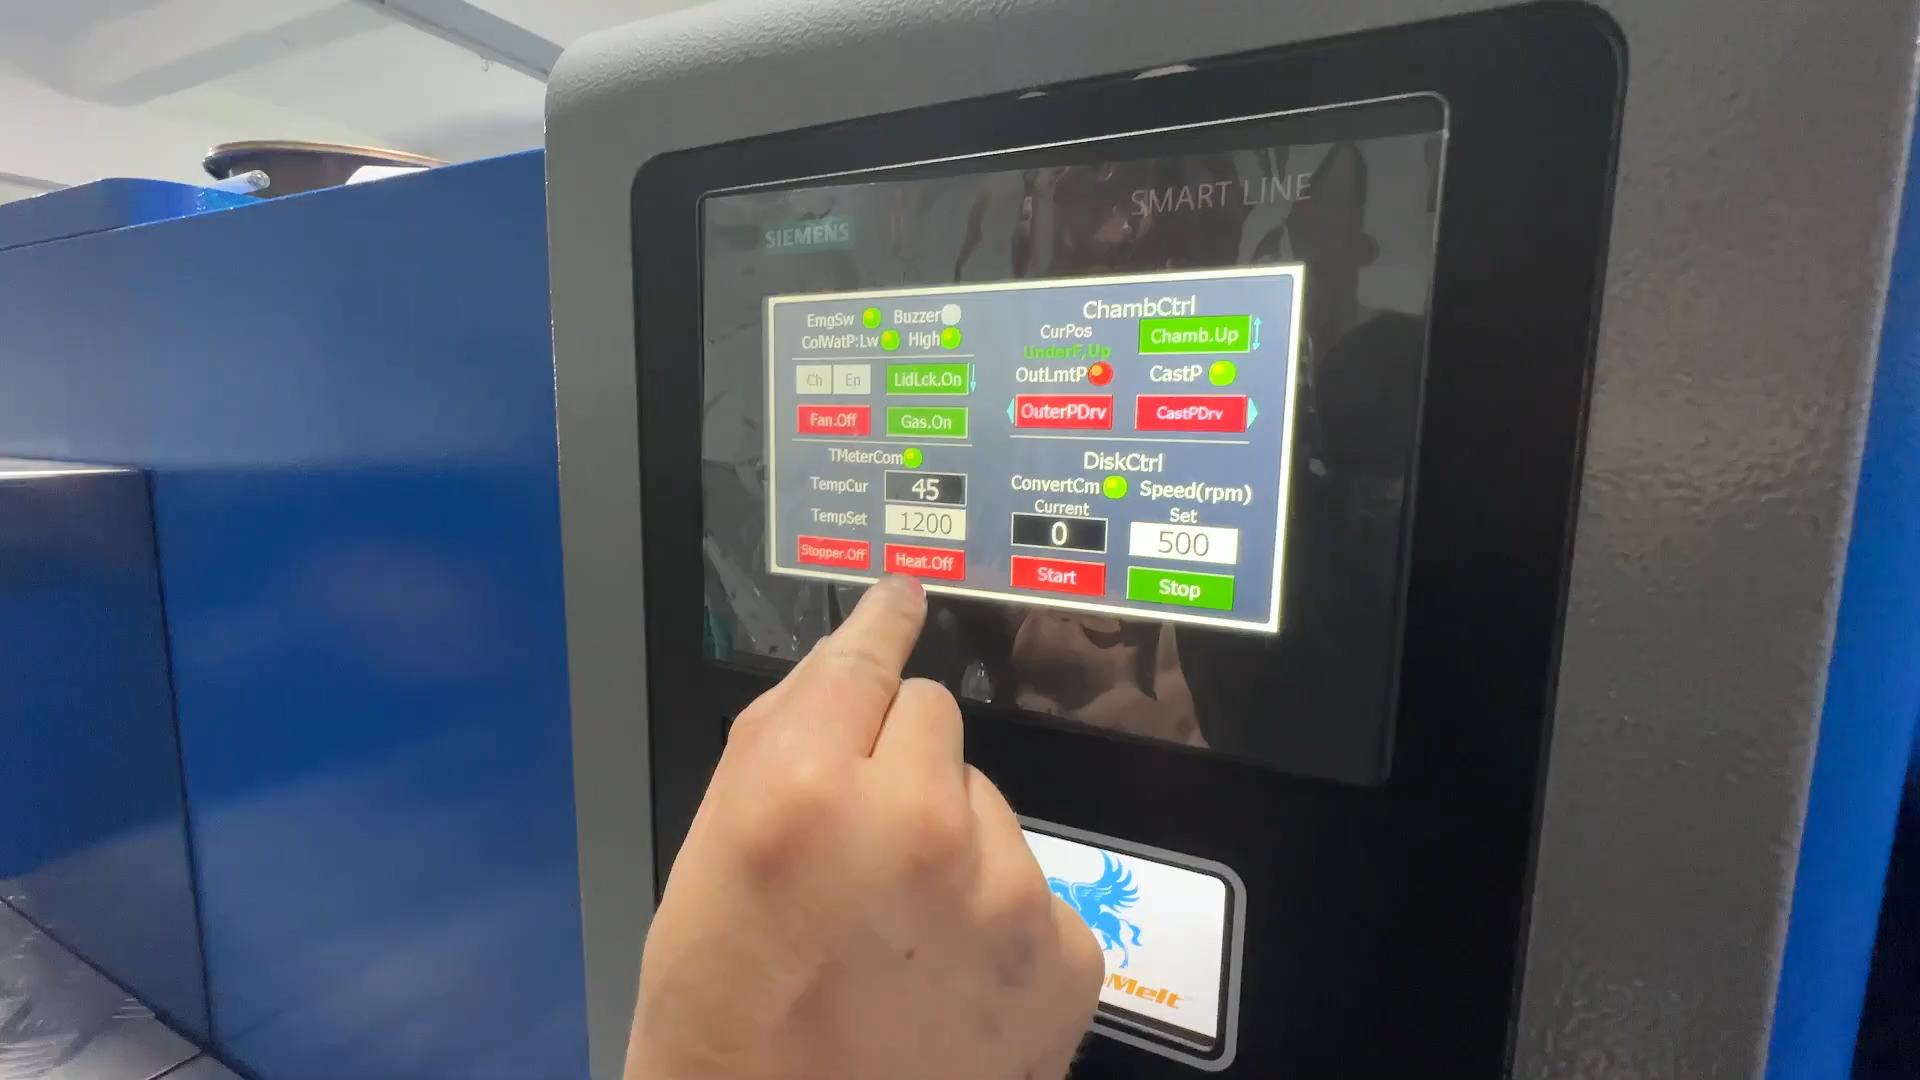 SIEMENS
SMART LINE
EmgSw Buzzer
ColWatP:Lw High
Ch En LidLck.On
Fan.Off Gas.On
TMeterCom
TempCur 45
TempSet 1200
Stopper.Off Heat.Off
ChambCtrl
CurPos Chamb.Up
UnderF,Up
OutLmtP CastP
OuterPDrv CastPDrv
DiskCtrl
ConvertCm Speed(rpm)
Current Set
0 500
Start Stop
Melt